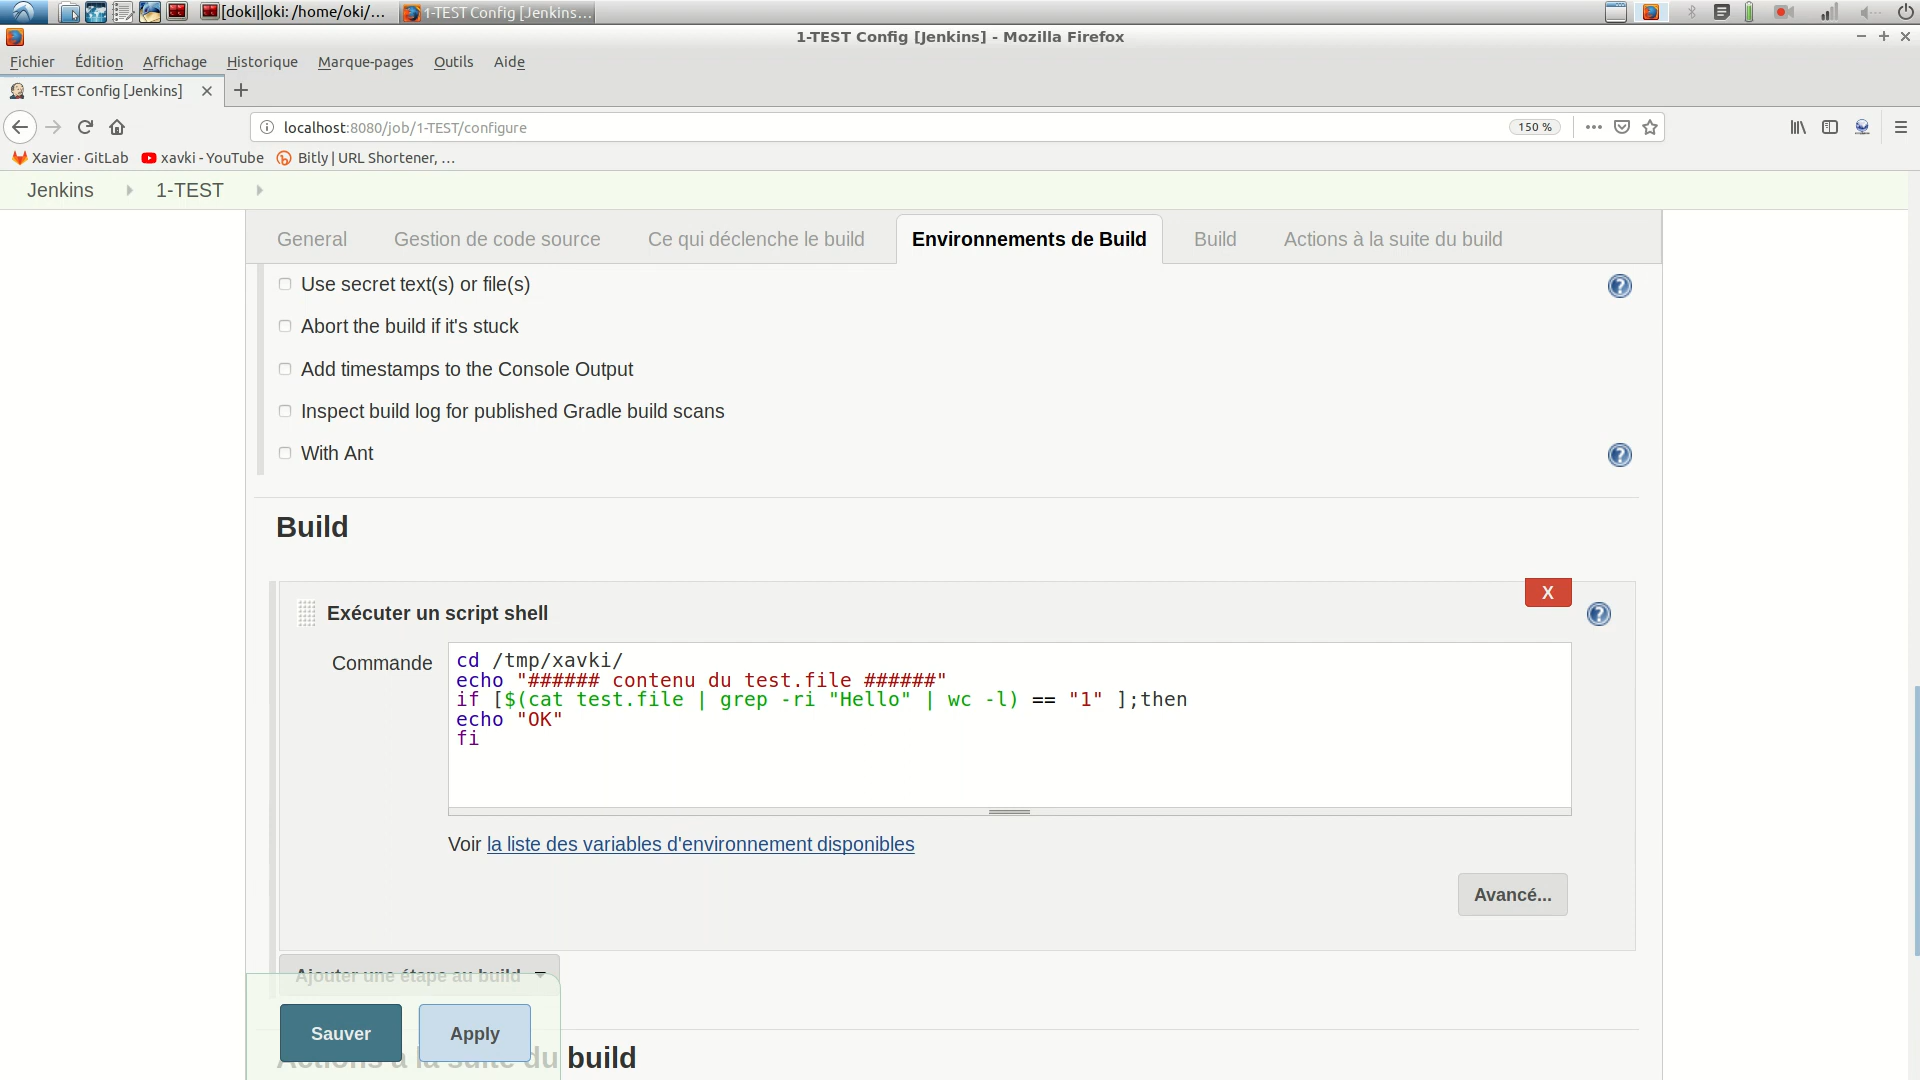 [doki||oki: /home/oki/...
1-TEST Config [Jenkins...
1-TEST Config [Jenkins] - Mozilla Firefox
Fichier Édition Affichage Historique Marque-pages Outils Aide
1-TEST Config [Jenkins]
localhost:8080/job/1-TEST/configure
150 %
Xavier · GitLab xavki - YouTube Bitly | URL Shortener, ...
Jenkins 1-TEST
General Gestion de code source Ce qui déclenche le build Environnements de Build Build Actions à la suite du build
Use secret text(s) or file(s)
Abort the build if it's stuck
Add timestamps to the Console Output
Inspect build log for published Gradle build scans
With Ant
Build
X
Exécuter un script shell
Commande
cd /tmp/xavki/
echo "###### contenu du test.file ######"
if [$(cat test.file | grep -ri "Hello" | wc -l) == "1" ];then
echo "OK"
fi
Voir la liste des variables d'environnement disponibles
Avancé...
Ajouter une étape au build
Sauver Apply
Actions à la suite du build